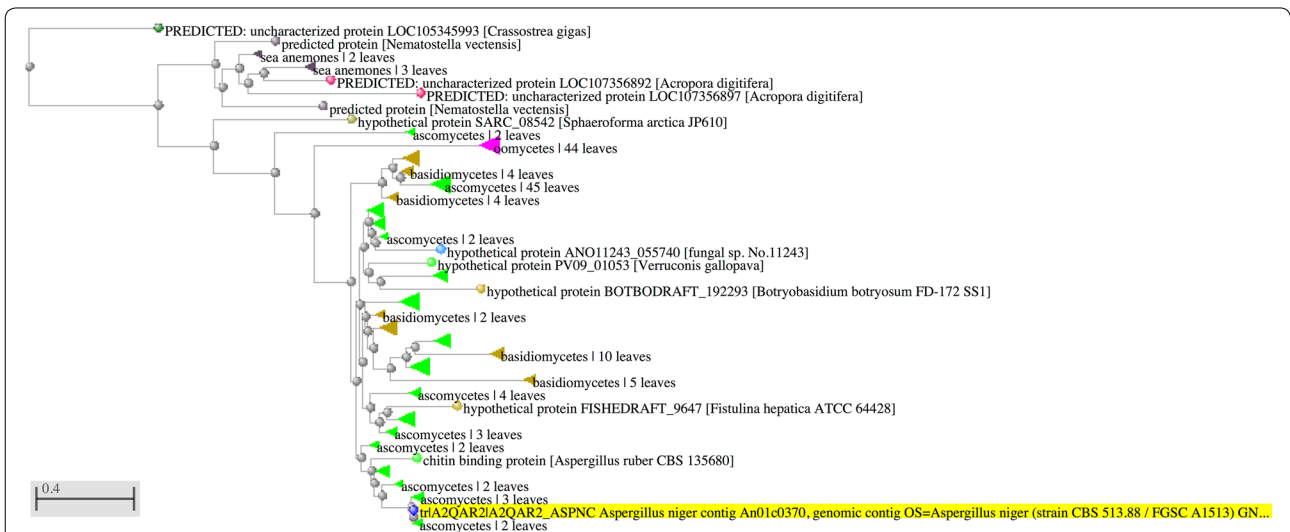 PREDICTED: uncharacterized protein LOC105345993 [Crassostrea gigas]
predicted protein [Nematostella vectensis]
sea anemones | 2 leaves
sea anemones | 3 leaves
PREDICTED: uncharacterized protein LOC107356892 [Acropora digitifera]
PREDICTED: uncharacterized protein LOC107356897 [Acropora digitifera]
predicted protein [Nematostella vectensis]
hypothetical protein SARC_08542 [Sphaeroforma arctica JP610]
ascomycetes | 2 leaves
oomycetes | 44 leaves
basidiomycetes | 4 leaves
ascomycetes | 45 leaves
basidiomycetes | 4 leaves
ascomycetes | 2 leaves
hypothetical protein ANO11243_055740 [fungal sp. No.11243]
hypothetical protein PV09_01053 [Verruconis gallopava]
hypothetical protein BOTBODRAFT_192293 [Botryobasidium botryosum FD-172 SS1]
basidiomycetes | 2 leaves
basidiomycetes | 10 leaves
basidiomycetes | 5 leaves
ascomycetes | 4 leaves
hypothetical protein FISHEDRAFT_9647 [Fistulina hepatica ATCC 64428]
ascomycetes | 3 leaves
ascomycetes | 2 leaves
chitin binding protein [Aspergillus ruber CBS 135680]
ascomycetes | 2 leaves
ascomycetes | 3 leaves
tr|A2QAR2|A2QAR2_ASPNC Aspergillus niger contig An01c0370, genomic contig OS=Aspergillus niger (strain CBS 513.88 / FGSC A1513) GN...
ascomycetes | 2 leaves
0.4